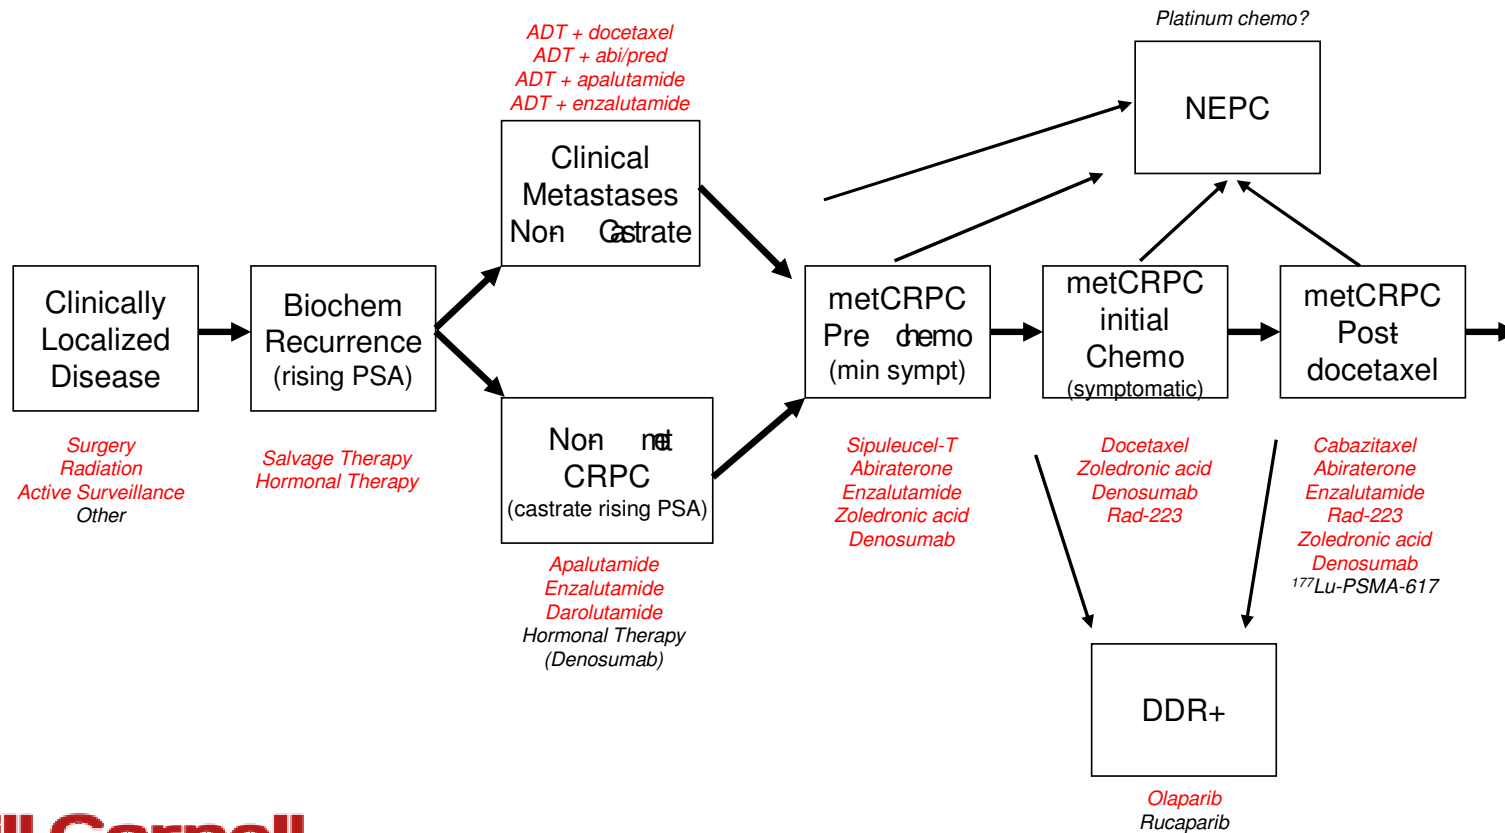 Platinum chemo?
NEPC
ADT + docetaxel
ADT + abi/pred
ADT + apalutamide
ADT + enzalutamide
Clinical
Metastases
Non- Castrate
Clinically
Localized
Disease
Surgery
Radiation
Active Surveillance
Other
Biochem
Recurrence
(rising PSA)
Salvage Therapy
Hormonal Therapy
Non- met
CRPC
(castrate rising PSA)
Apalutamide
Enzalutamide
Darolutamide
Hormonal Therapy
(Denosumab)
metCRPC
Pre chemo
(min sympt)
Sipuleucel-T
Abiraterone
Enzalutamide
Zoledronic acid
Denosumab
metCRPC
initial
Chemo
(symptomatic)
Docetaxel
Zoledronic acid
Denosumab
Rad-223
metCRPC
Post-
docetaxel
Cabazitaxel
Abiraterone
Enzalutamide
Rad-223
Zoledronic acid
Denosumab
¹⁷⁷Lu-PSMA-617
DDR+
Olaparib
Rucaparib